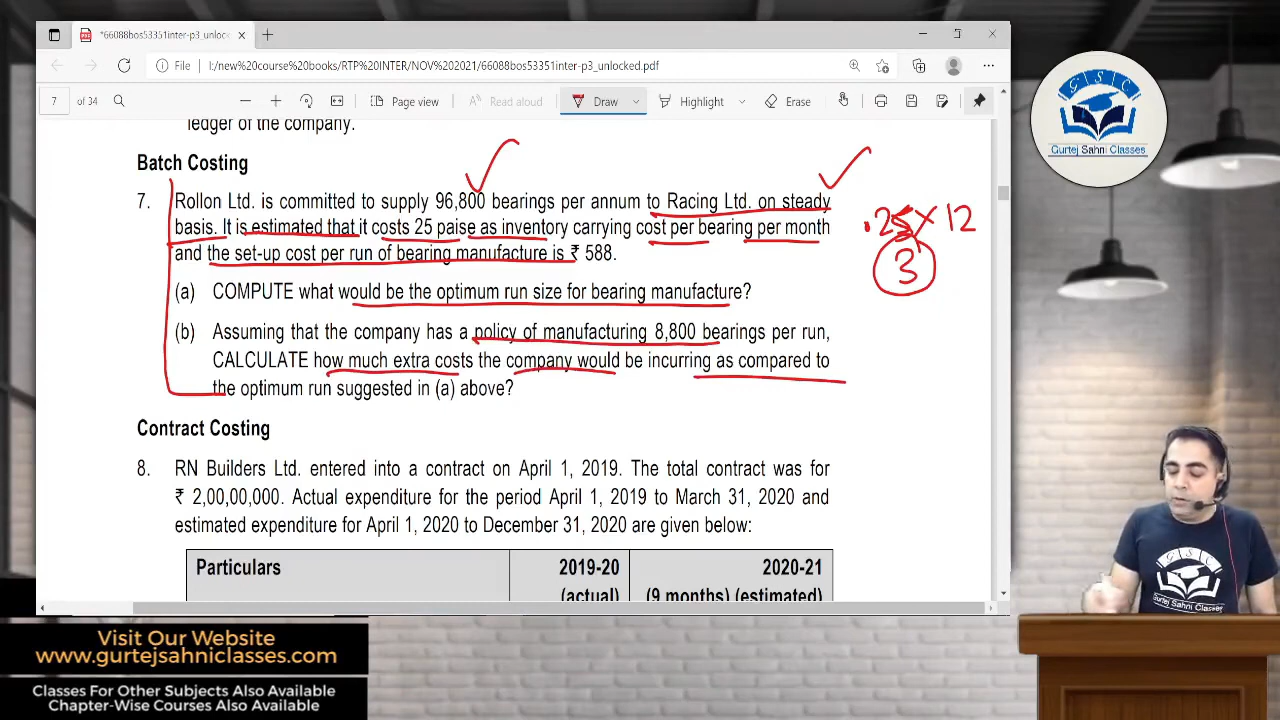 *66088bos53351inter-p3_unlock
File
I:/new%20course%20books/RTP%20INTER/NOV%202021/66088bos53351inter-p3_unlocked.pdf
7
of 34
Page view
Read aloud
Draw
Highlight
Erase
ledger of the company.
Batch Costing
7. Rollon Ltd. is committed to supply 96,800 bearings per annum to Racing Ltd. on steady
basis. It is estimated that it costs 25 paise as inventory carrying cost per bearing per month
and the set-up cost per run of bearing manufacture is ₹ 588.
(a) COMPUTE what would be the optimum run size for bearing manufacture?
(b) Assuming that the company has a policy of manufacturing 8,800 bearings per run,
CALCULATE how much extra costs the company would be incurring as compared to
the optimum run suggested in (a) above?
.25 × 12
3
Contract Costing
8. RN Builders Ltd. entered into a contract on April 1, 2019. The total contract was for
₹ 2,00,00,000. Actual expenditure for the period April 1, 2019 to March 31, 2020 and
estimated expenditure for April 1, 2020 to December 31, 2020 are given below:
Particulars 2019-20 2020-21
(actual) (9 months) (estimated)
GSJC
Gurtej Sahni Classes
GSJC
Gurtej Sahni Classes
Visit Our Website
www.gurtejsahniclasses.com
Classes For Other Subjects Also Available
Chapter-Wise Courses Also Available